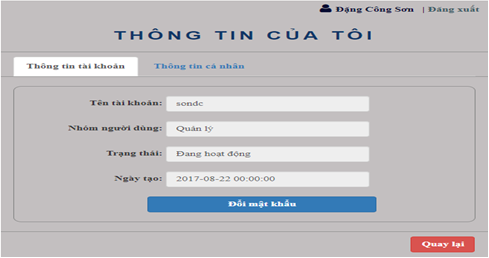 Đặng Công Sơn | Đăng xuất
THÔNG TIN CỦA TÔI
Thông tin tài khoản Thông tin cá nhân
Tên tài khoản: sondc
Nhóm người dùng: Quản lý
Trạng thái: Đang hoạt động
Ngày tạo: 2017-08-22 00:00:00
Đổi mật khẩu
Quay lại